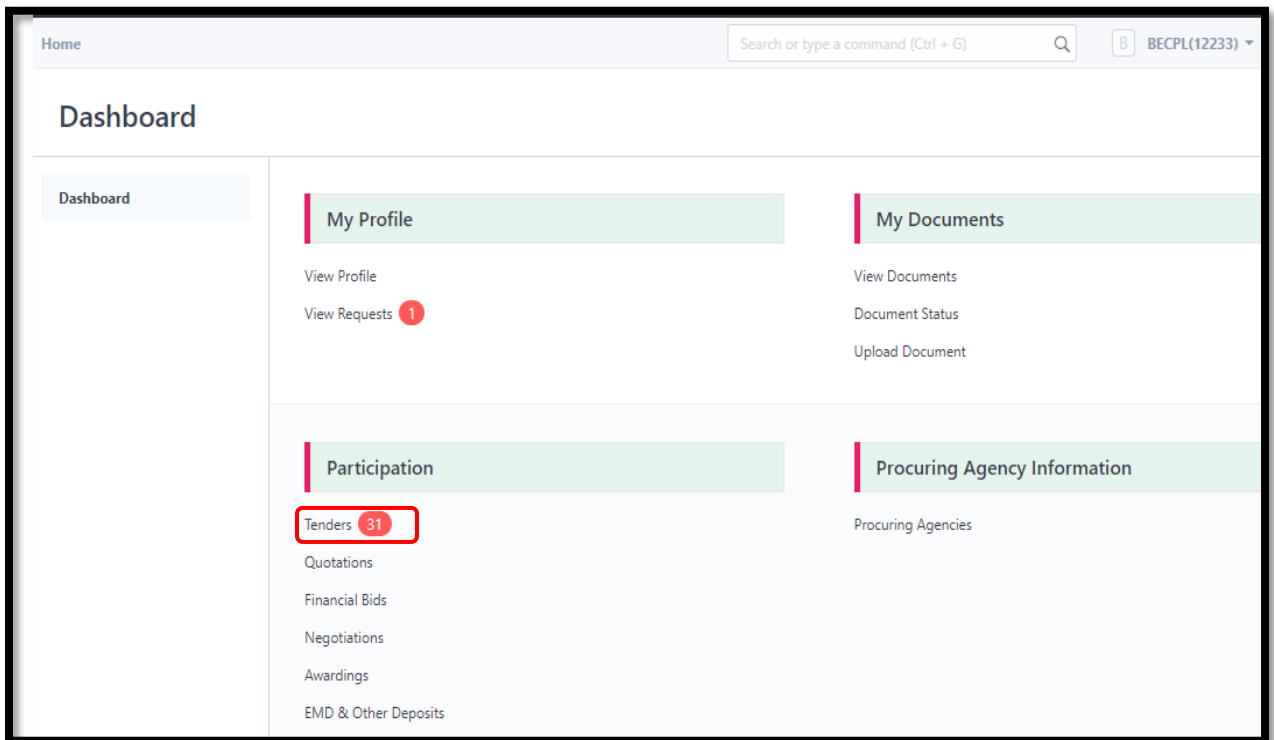 Home
Search or type a command (Ctrl + G)
B BECPL(12233)
Dashboard
Dashboard
My Profile
View Profile
View Requests 1
My Documents
View Documents
Document Status
Upload Document
Participation
Tenders 31
Quotations
Financial Bids
Negotiations
Awardings
EMD & Other Deposits
Procuring Agency Information
Procuring Agencies